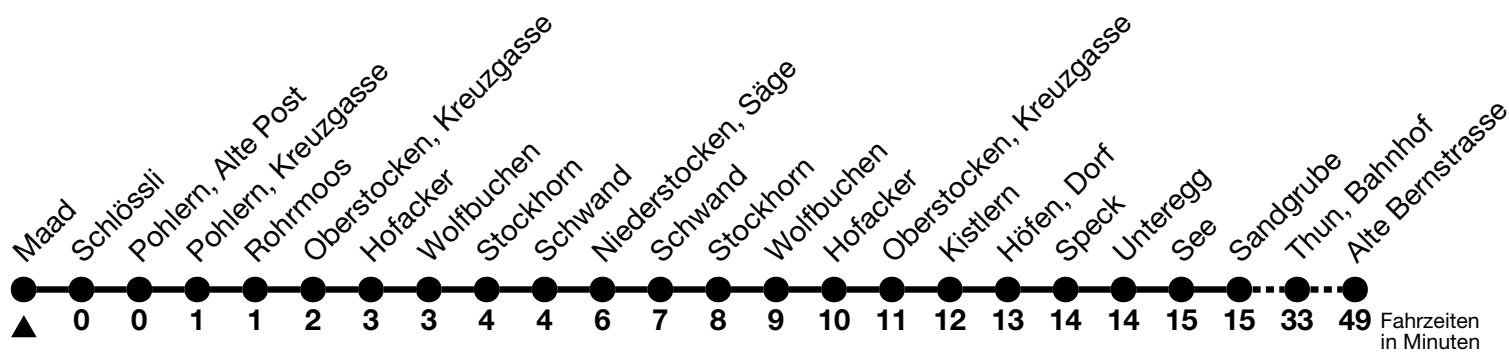 Maad
Schlössli
Pohlern, Alte Post
Pohlern, Kreuzgasse
Rohrmoos
Oberstocken, Kreuzgasse
Hofacker
Wolfbuchen
Stockhorn
Schwand
Niederstocken, Säge
Schwand
Stockhorn
Wolfbuchen
Hofacker
Oberstocken, Kreuzgasse
Kistlern
Höfen, Dorf
Speck
Unteregg
See
Sandgrube
Thun, Bahnhof
Alte Bernstrasse
0 0 1 1 2 3 3 4 4 6 7 8 9 10 11 12 13 14 14 15 15 33 49 Fahrzeiten
in Minuten